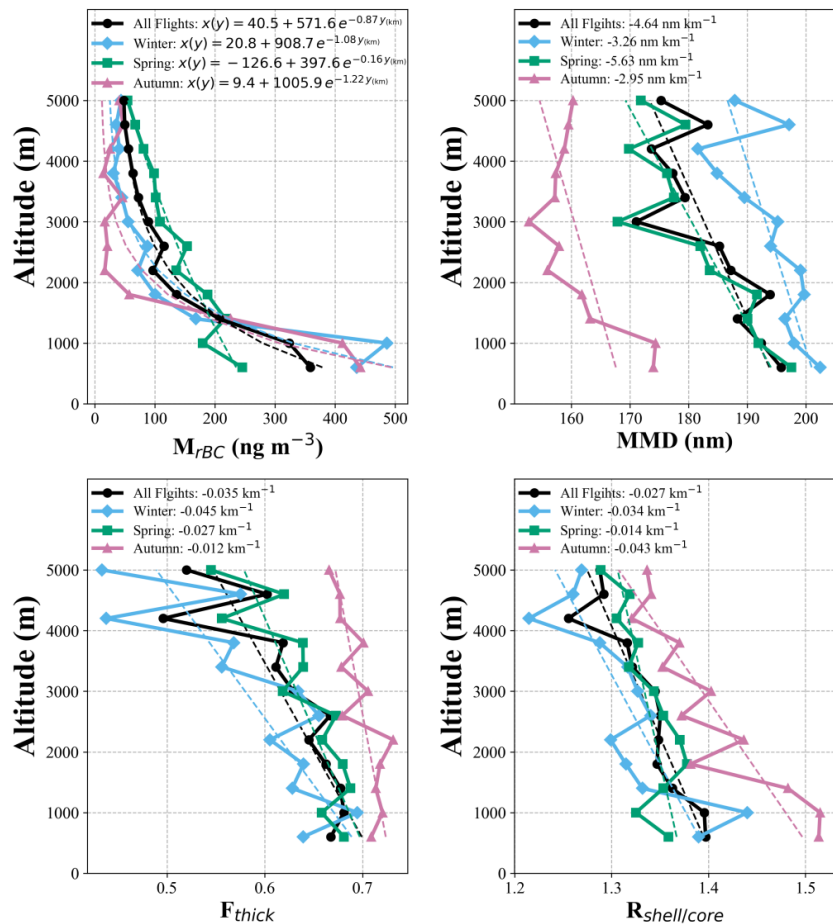 All Flights: x(y) = 40.5 + 571.6 e^{-0.87 y(km)}
Winter: x(y) = 20.8 + 908.7 e^{-1.08 y(km)}
Spring: x(y) = − 126.6 + 397.6 e^{-0.16 y(km)}
Autumn: x(y) = 9.4 + 1005.9 e^{-1.22 y(km)}
5000
4000
3000
2000
1000
0
Altitude (m)
0 100 200 300 400 500
M_{rBC} (ng m^{−3})
All Flgihts: -4.64 nm km^{−1}
Winter: -3.26 nm km^{−1}
Spring: -5.63 nm km^{−1}
Autumn: -2.95 nm km^{−1}
5000
4000
3000
2000
1000
0
Altitude (m)
160 170 180 190 200
MMD (nm)
All Flgihts: -0.035 km^{−1}
Winter: -0.045 km^{−1}
Spring: -0.027 km^{−1}
Autumn: -0.012 km^{−1}
5000
4000
3000
2000
1000
0
Altitude (m)
0.5 0.6 0.7
F_{thick}
All Flgihts: -0.027 km^{−1}
Winter: -0.034 km^{−1}
Spring: -0.014 km^{−1}
Autumn: -0.043 km^{−1}
5000
4000
3000
2000
1000
0
Altitude (m)
1.2 1.3 1.4 1.5
R_{shell/core}